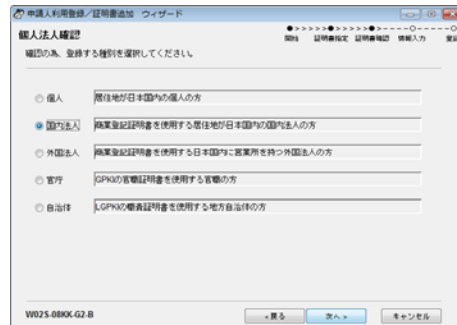 申請人利用登録／証明書追加 ウィザード
個人法人確認
開始 証明書指定 証明書確認 情報入力
確認の為、登録する種別を選択してください。
個人 居住地が日本国内の個人の方
国内法人 商業登記証明書を使用する居住地が日本国内の国内法人の方
外国法人 商業登記証明書を使用する日本国内に営業所を持つ外国法人の方
官庁 GPKIの官職証明書を使用する官職の方
自治体 LGPKIの職責証明書を使用する地方自治体の方
W02S-08KK-G2-B
<戻る 次へ> キャンセル